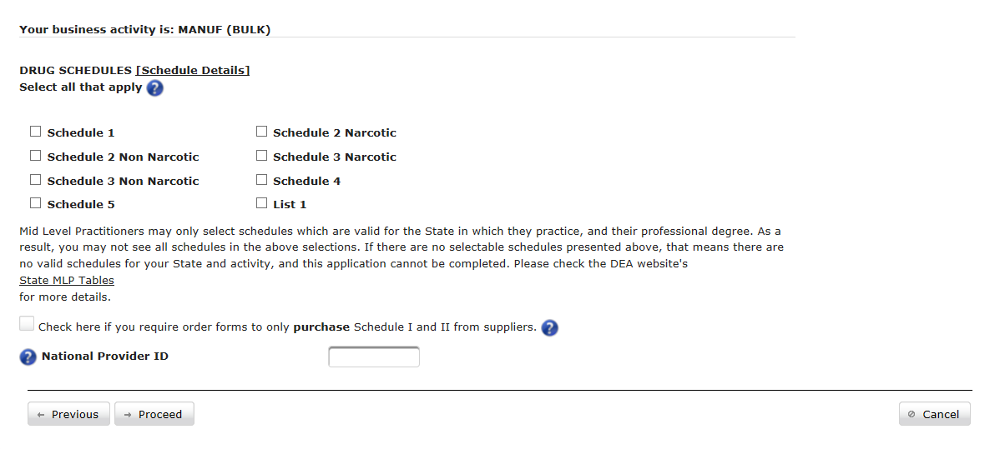 Your business activity is: MANUF (BULK)
DRUG SCHEDULES [Schedule Details]
Select all that apply ?
Schedule 1
Schedule 2 Narcotic
Schedule 2 Non Narcotic
Schedule 3 Narcotic
Schedule 3 Non Narcotic
Schedule 4
Schedule 5
List 1
Mid Level Practitioners may only select schedules which are valid for the State in which they practice, and their professional degree. As a
result, you may not see all schedules in the above selections. If there are no selectable schedules presented above, that means there are
no valid schedules for your State and activity, and this application cannot be completed. Please check the DEA website's
State MLP Tables
for more details.
Check here if you require order forms to only purchase Schedule I and II from suppliers. ?
? National Provider ID
← Previous
→ Proceed
Cancel